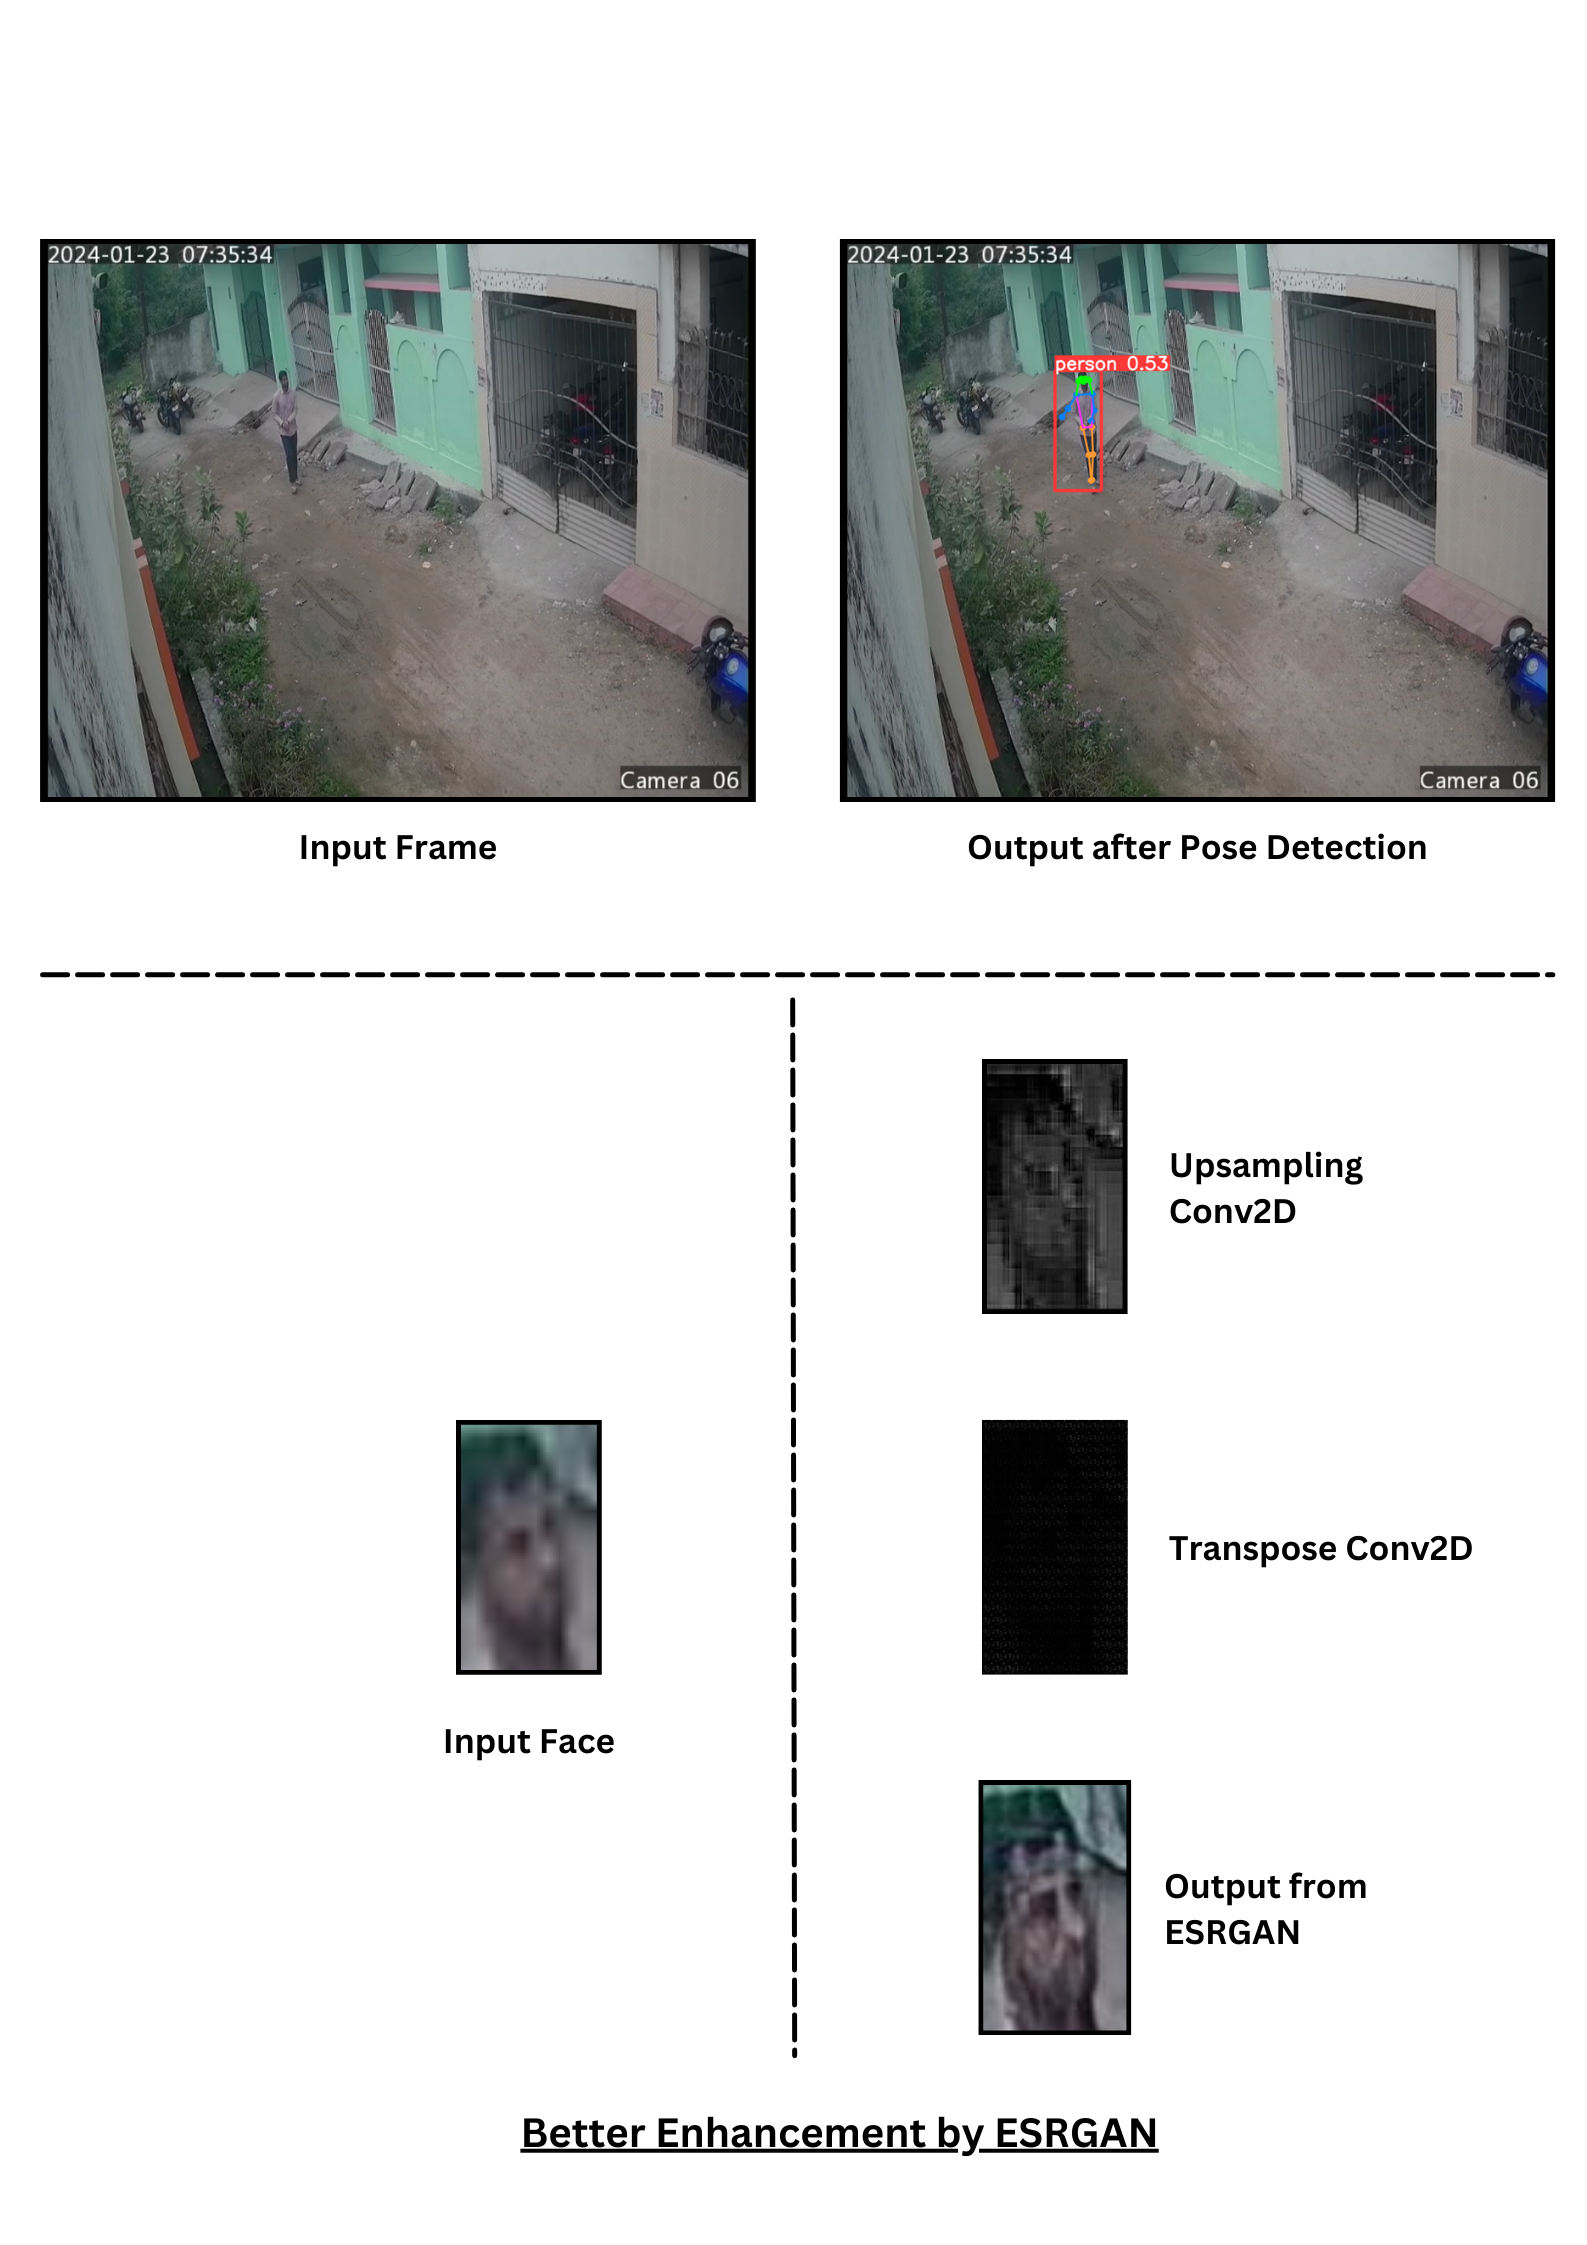 2024-01-23 07:35:34
Camera 06
Input Frame
2024-01-23 07:35:34
person 0.53
Camera 06
Output after Pose Detection
Upsampling
Conv2D
Transpose Conv2D
Input Face
Output from
ESRGAN
Better Enhancement by ESRGAN